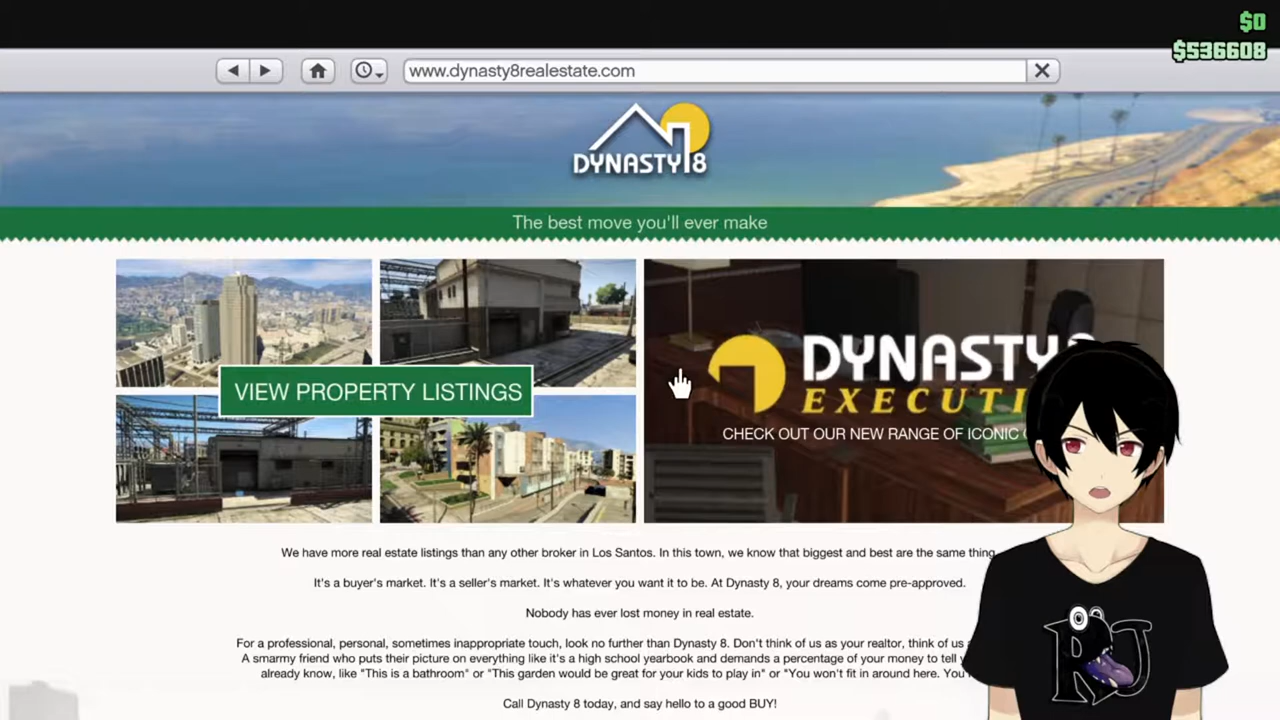 $0
$536608
www.dynasty8realestate.com
DYNASTY 8
The best move you'll ever make
VIEW PROPERTY LISTINGS
DYNASTY
EXECUTI
CHECK OUT OUR NEW RANGE OF ICONIC
We have more real estate listings than any other broker in Los Santos. In this town, we know that biggest and best are the same thing
It's a buyer's market. It's a seller's market. It's whatever you want it to be. At Dynasty 8, your dreams come pre-approved.
Nobody has ever lost money in real estate.
For a professional, personal, sometimes inappropriate touch, look no further than Dynasty 8. Don't think of us as your realtor, think of us
A smarmy friend who puts their picture on everything like it's a high school yearbook and demands a percentage of your money to tell
already know, like "This is a bathroom" or "This garden would be great for your kids to play in" or "You won't fit in around here. You
Call Dynasty 8 today, and say hello to a good BUY!
RJ